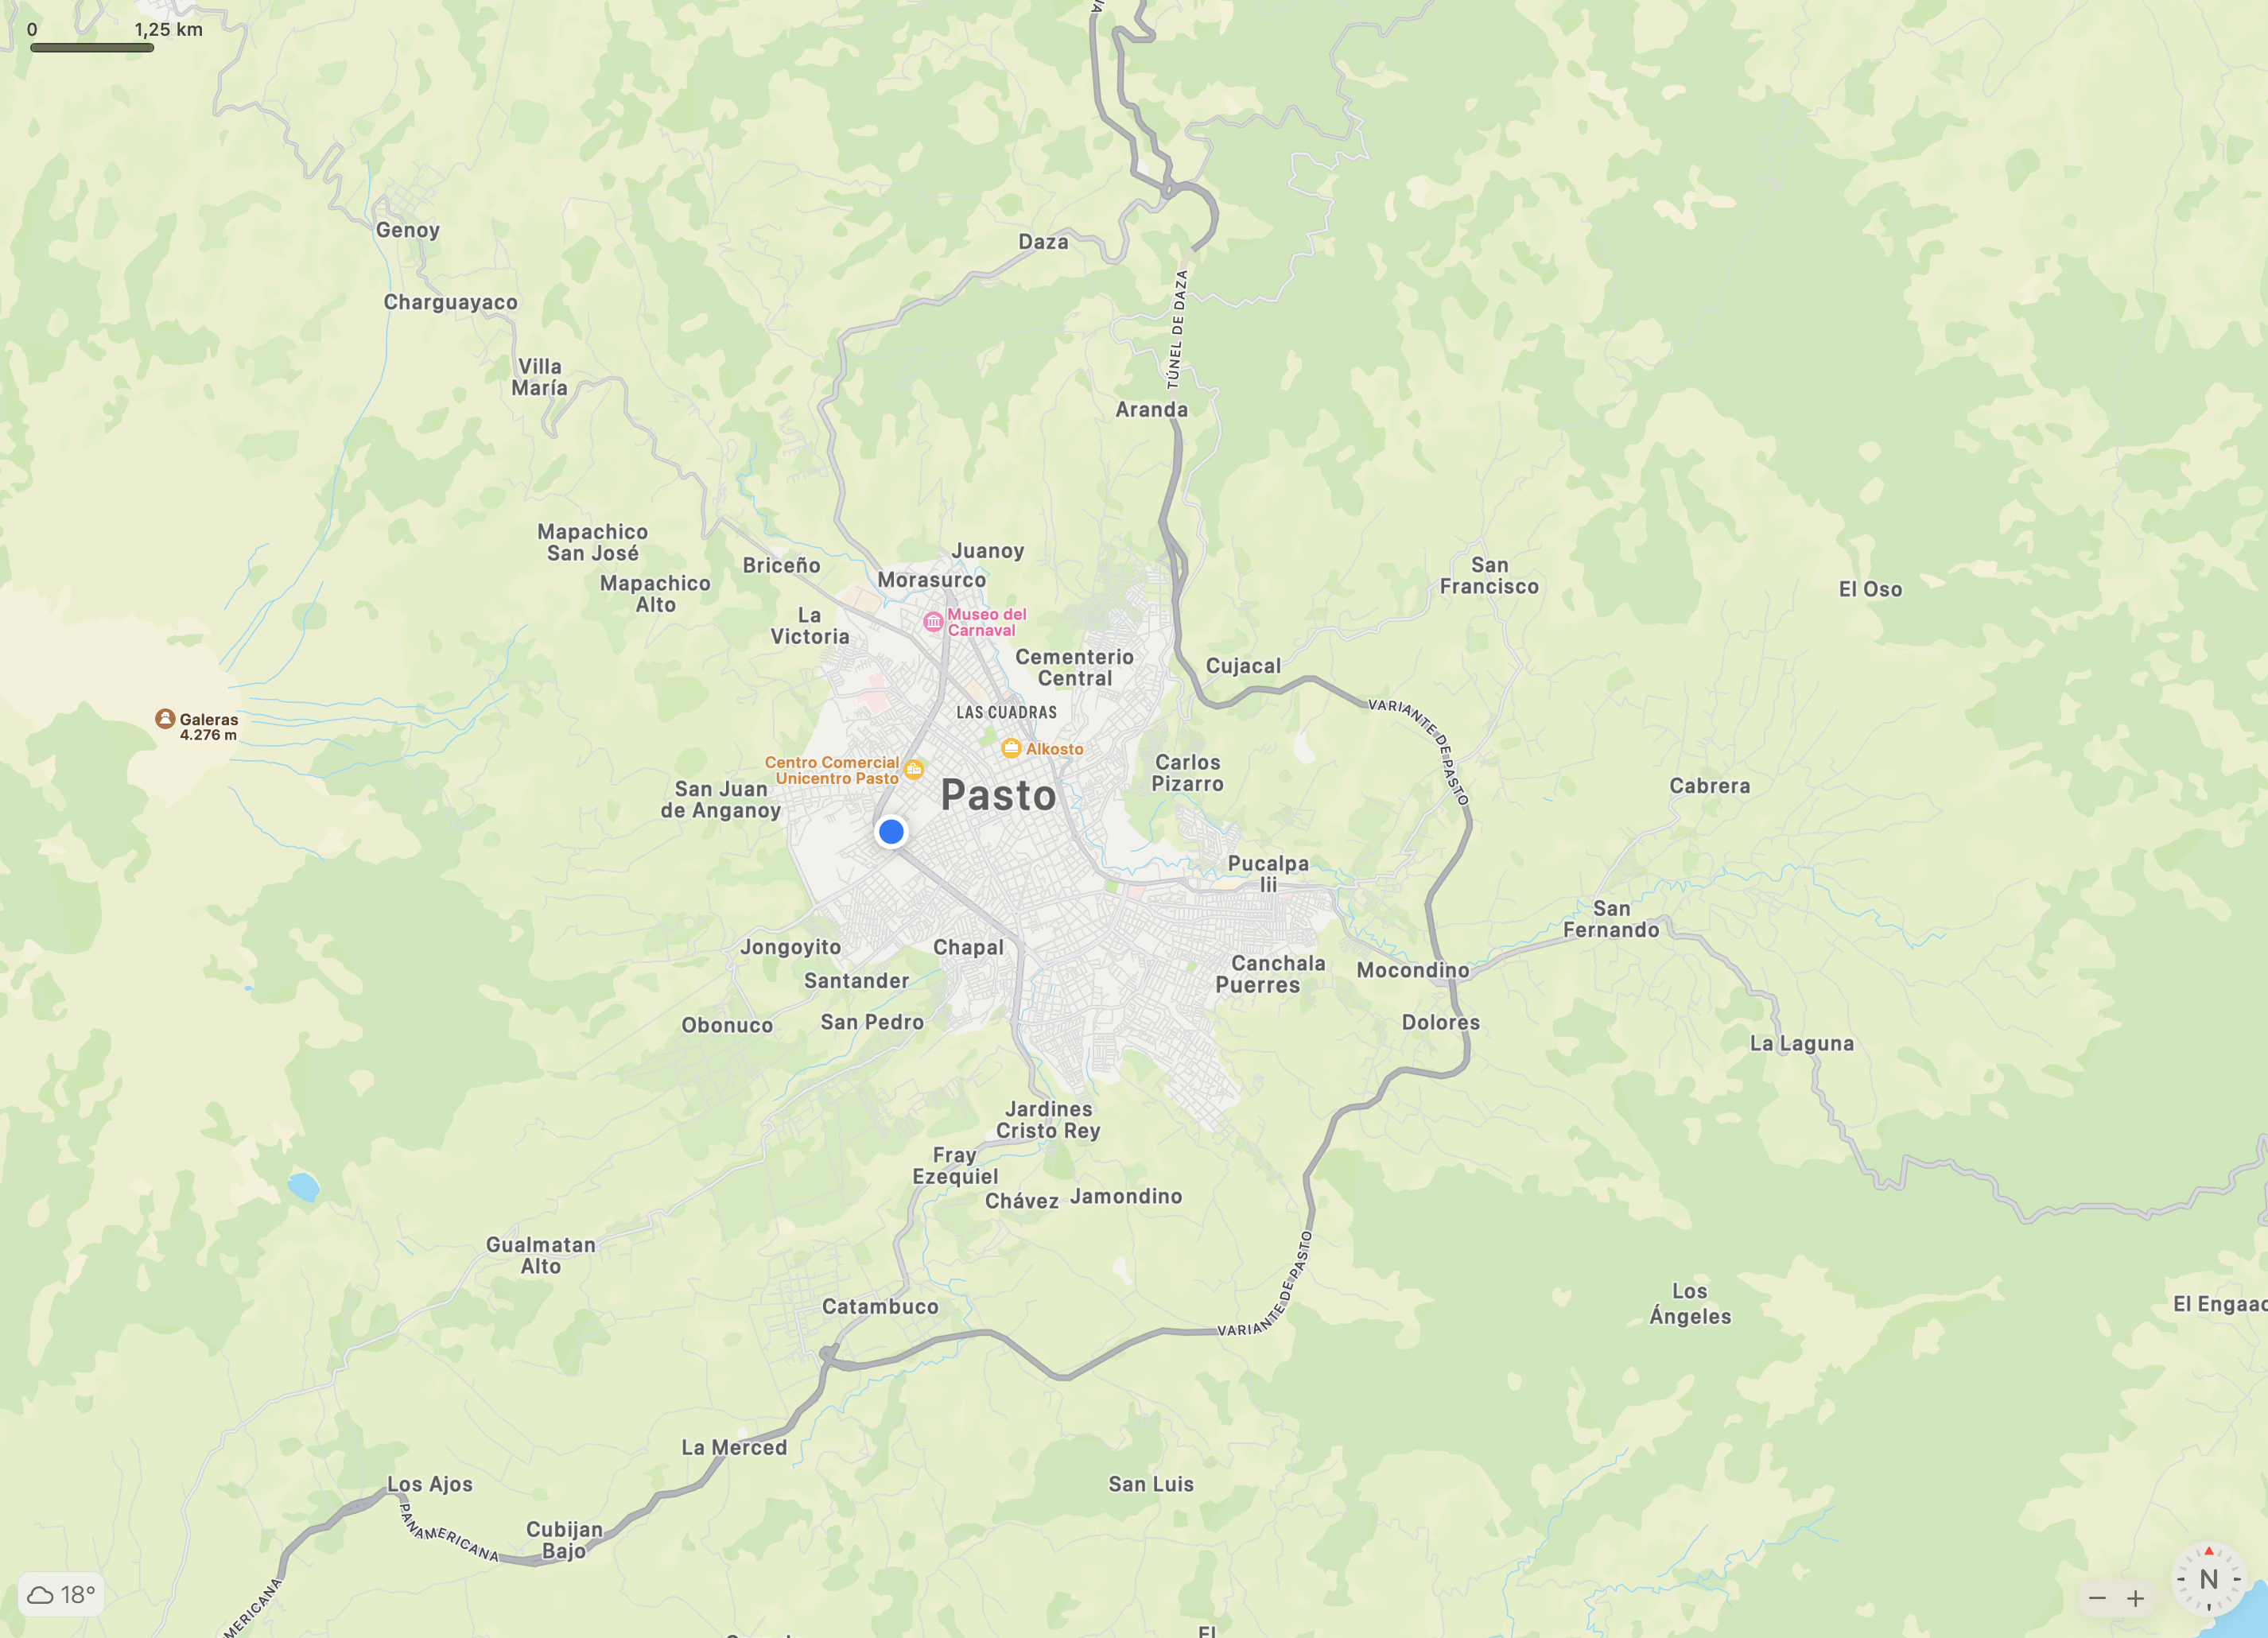 0 1,25 km
Genoy
Daza
Charguayaco
TÚNEL DE DAZA
Villa
María
Aranda
Mapachico
San José
Juanoy
Briceño
Morasurco
San
Francisco
Mapachico
Alto
El Oso
La
Victoria
Museo del
Carnaval
Cementerio
Central
Cujacal
VARIANTE DE PASTO
LAS CUADRAS
Galeras
4.276 m
Alkosto
Centro Comercial
Unicentro Pasto
Carlos
Pizarro
Pasto
San Juan
de Anganoy
Cabrera
Pucalpa
Iii
San
Fernando
Jongoyito
Chapal
Canchala
Mocondino
Santander
Puerres
Obonuco
San Pedro
Dolores
La Laguna
Jardines
Cristo Rey
Fray
Ezequiel
Chávez
Jamondino
Gualmatan
Alto
VARIANTE DE PASTO
Los
Ángeles
El Engaac
Catambuco
La Merced
Los Ajos
San Luis
PANAMERICANA
Cubijan
Bajo
MERICANA
18°
N
El